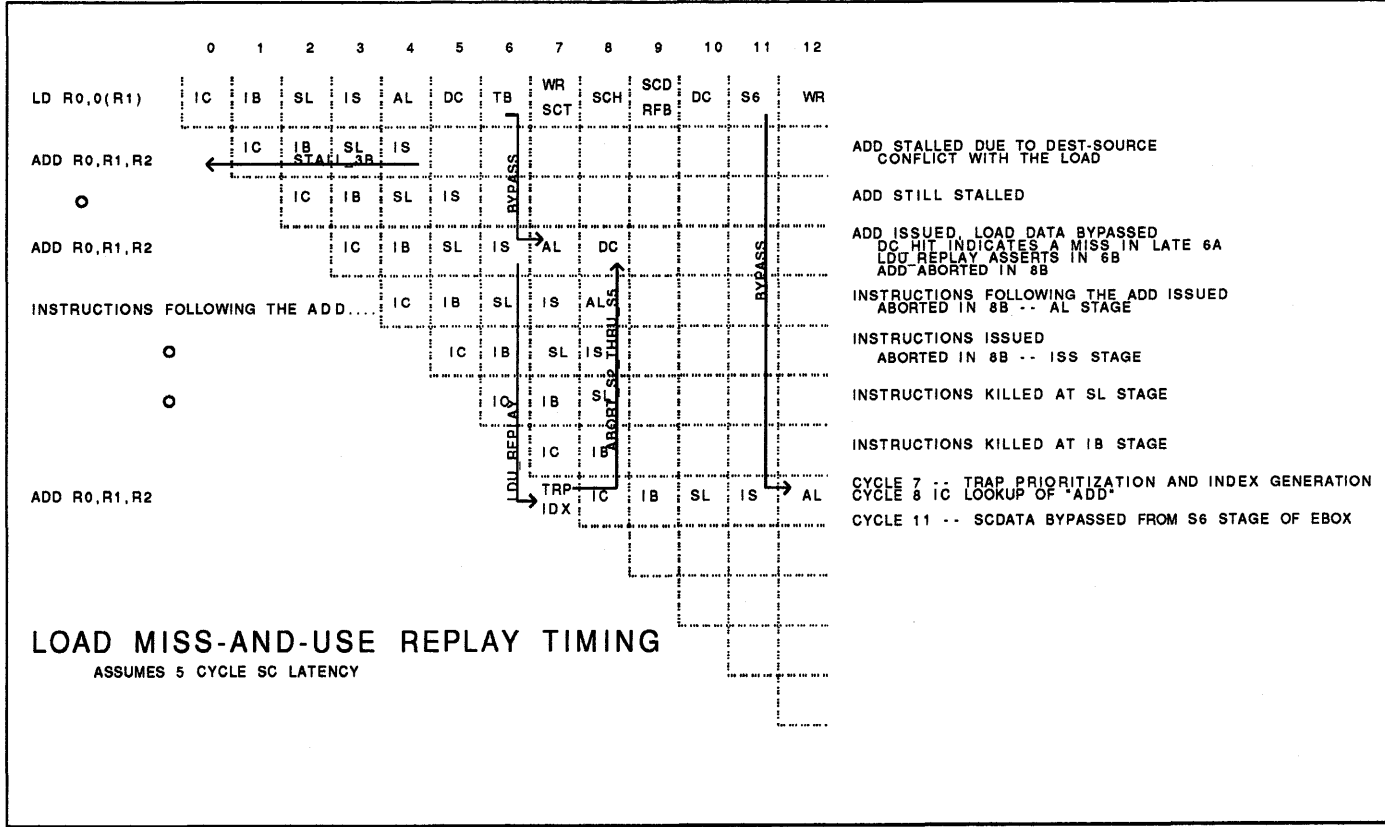 0 1 2 3 4 5 6 7 8 9 10 11 12
LD R0,0(R1) IC IB SL IS AL DC TB WR SCT SCH SCD RFB DC S6 WR
IC IB SL IS
ADD R0,R1,R2 STALL_3B
ADD STALLED DUE TO DEST-SOURCE
CONFLICT WITH THE LOAD
IC IB SL IS ADD STILL STALLED
BYPASS
ADD R0,R1,R2 IC IB SL IS AL DC
ADD ISSUED, LOAD DATA BYPASSED
DC HIT INDICATES A MISS IN LATE 6A
LDU_REPLAY ASSERTS IN 6B
ADD ABORTED IN 8B
BYPASS
INSTRUCTIONS FOLLOWING THE ADD.... IC IB SL IS AL
INSTRUCTIONS FOLLOWING THE ADD ISSUED
ABORTED IN 8B -- AL STAGE
IC IB SL IS
INSTRUCTIONS ISSUED
ABORTED IN 8B -- ISS STAGE
IC IB SL INSTRUCTIONS KILLED AT SL STAGE
LDU_REPLAY
ABORT_S2_THRU_S5
IC IB INSTRUCTIONS KILLED AT IB STAGE
ADD R0,R1,R2 TRP IDX IC IB SL IS AL
CYCLE 7 -- TRAP PRIORITIZATION AND INDEX GENERATION
CYCLE 8 IC LOOKUP OF "ADD"
CYCLE 11 -- SCDATA BYPASSED FROM S6 STAGE OF EBOX
LOAD MISS-AND-USE REPLAY TIMING
ASSUMES 5 CYCLE SC LATENCY